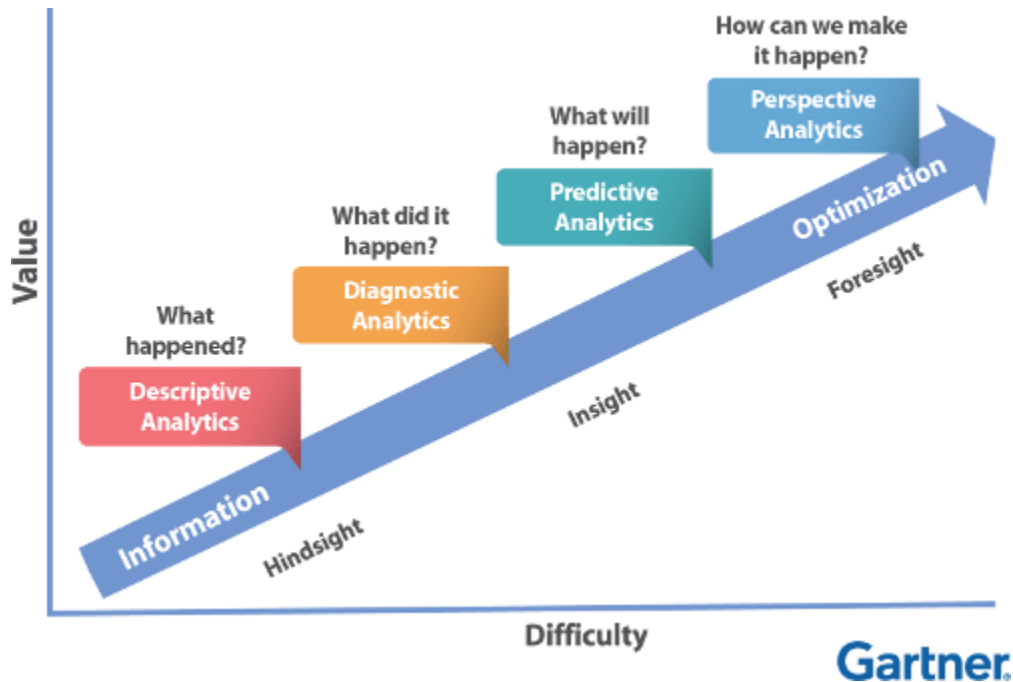 How can we make
it happen?
Perspective
Analytics
What will
happen?
Predictive
Analytics
What did it
happen?
Diagnostic
Analytics
What
happened?
Descriptive
Analytics
Information
Optimization
Hindsight
Insight
Foresight
Value
Difficulty
Gartner®